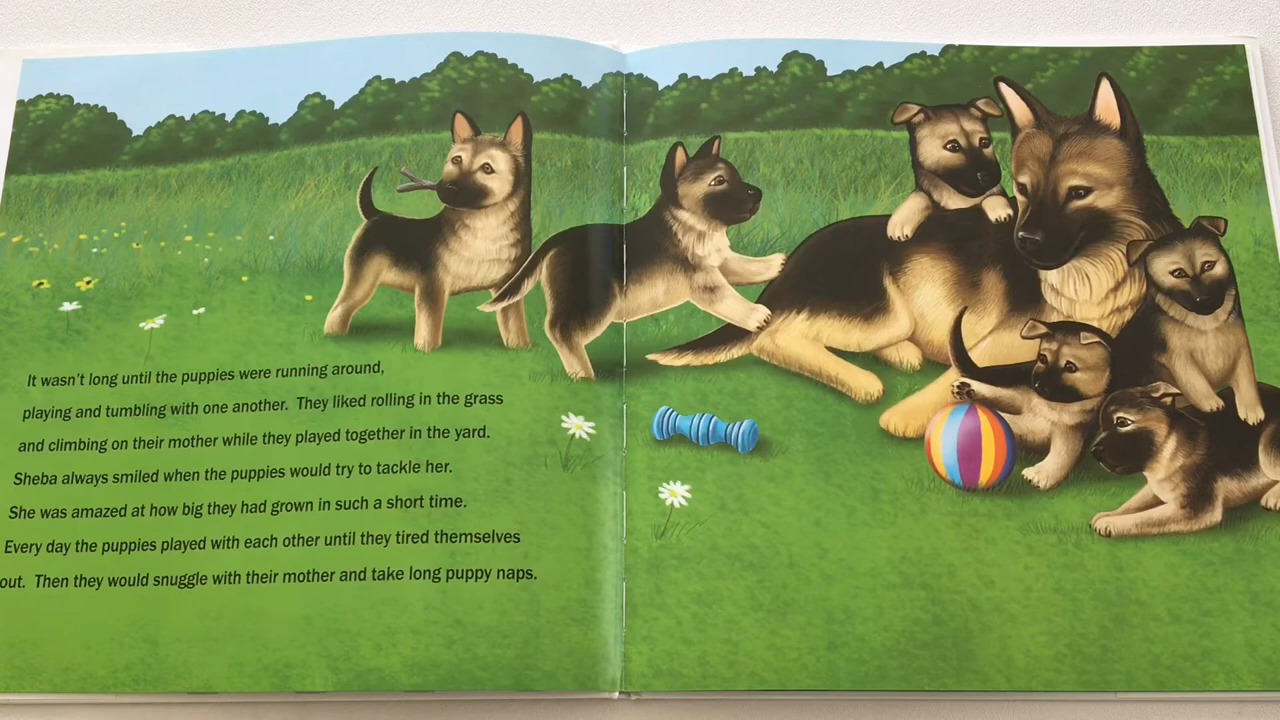 It wasn't long until the puppies were running around,
playing and tumbling with one another. They liked rolling in the grass
and climbing on their mother while they played together in the yard.
Sheba always smiled when the puppies would try to tackle her.
She was amazed at how big they had grown in such a short time.
Every day the puppies played with each other until they tired themselves
out. Then they would snuggle with their mother and take long puppy naps.